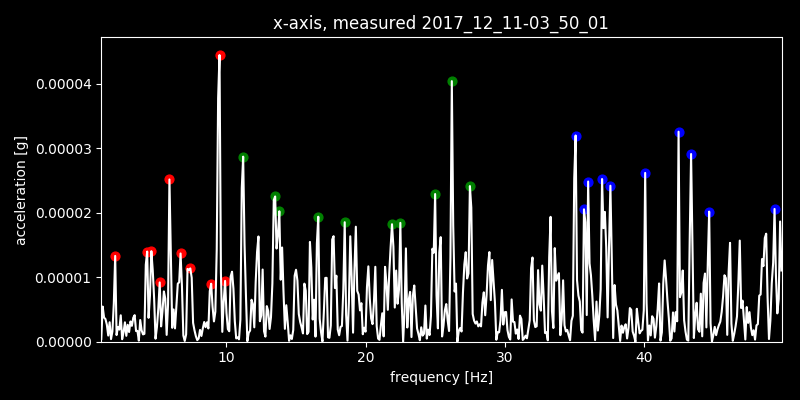 x-axis, measured 2017_12_11-03_50_01
acceleration [g]
0.00004
0.00003
0.00002
0.00001
0.00000
10 20 30 40
frequency [Hz]